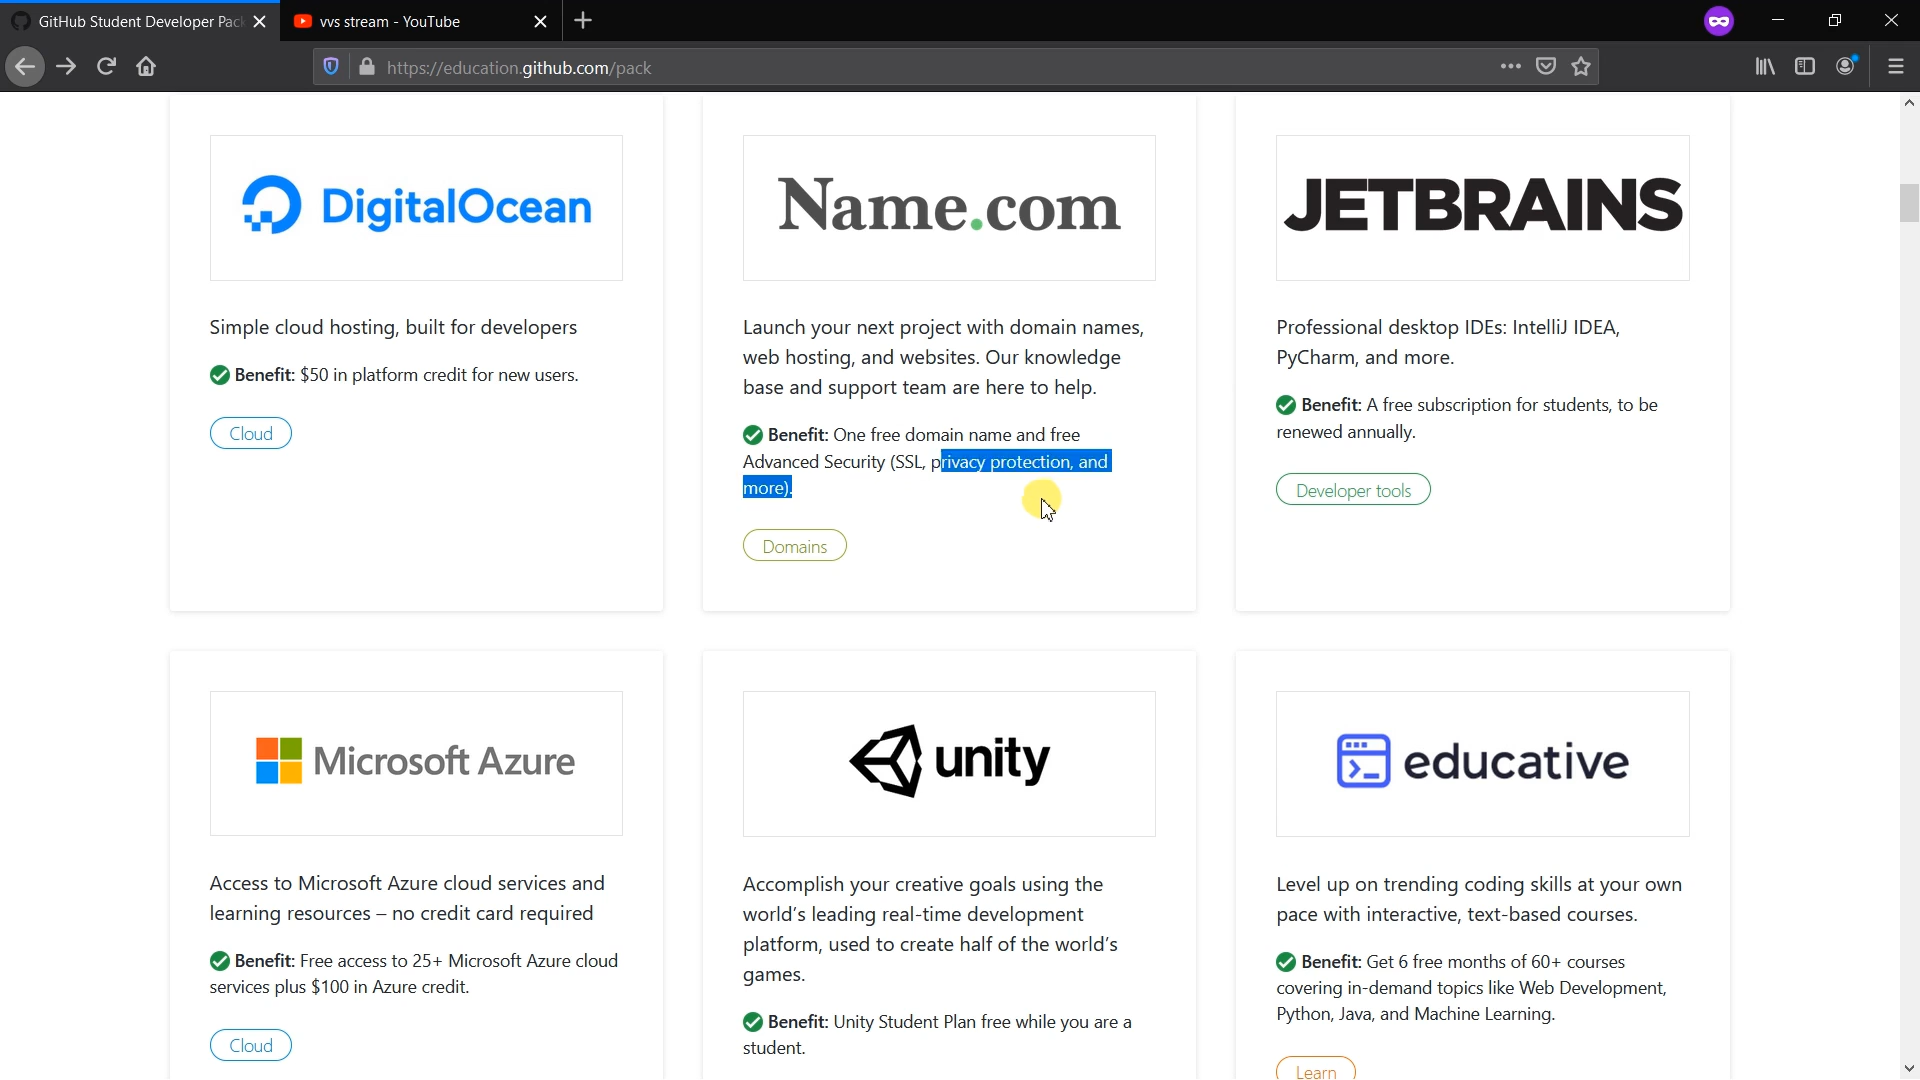 GitHub Student Developer Pack
vvs stream - YouTube
https://education.github.com/pack
DigitalOcean
Simple cloud hosting, built for developers
Benefit: $50 in platform credit for new users.
Cloud
Name.com
Launch your next project with domain names,
web hosting, and websites. Our knowledge
base and support team are here to help.
Benefit: One free domain name and free
Advanced Security (SSL, privacy protection, and
more).
Domains
JETBRAINS
Professional desktop IDEs: IntelliJ IDEA,
PyCharm, and more.
Benefit: A free subscription for students, to be
renewed annually.
Developer tools
Microsoft Azure
Access to Microsoft Azure cloud services and
learning resources – no credit card required
Benefit: Free access to 25+ Microsoft Azure cloud
services plus $100 in Azure credit.
Cloud
unity
Accomplish your creative goals using the
world's leading real-time development
platform, used to create half of the world's
games.
Benefit: Unity Student Plan free while you are a
student.
educative
Level up on trending coding skills at your own
pace with interactive, text-based courses.
Benefit: Get 6 free months of 60+ courses
covering in-demand topics like Web Development,
Python, Java, and Machine Learning.
Learn